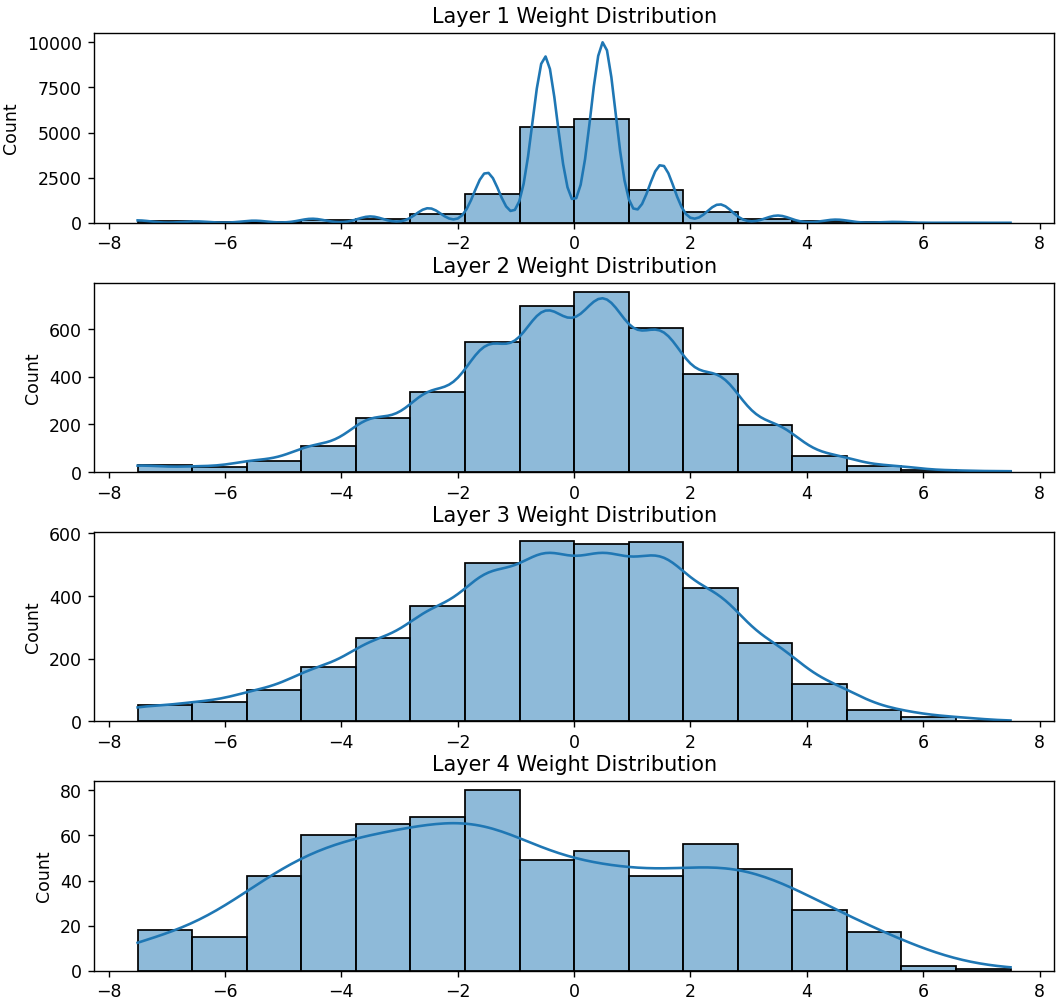 Layer 1 Weight Distribution
10000
7500
5000
2500
0
Count
−8 −6 −4 −2 0 2 4 6 8
Layer 2 Weight Distribution
600
400
200
0
Count
−8 −6 −4 −2 0 2 4 6 8
Layer 3 Weight Distribution
600
400
200
0
Count
−8 −6 −4 −2 0 2 4 6 8
Layer 4 Weight Distribution
80
60
40
20
0
Count
−8 −6 −4 −2 0 2 4 6 8